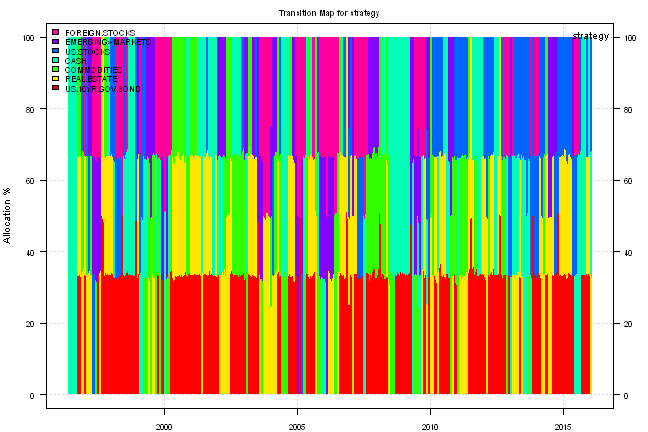 Transition Map for strategy
strategy
FOREIGN.STOCKS
EMERGING>MARKETS
US.STOCKS
CASH
COMMODITIES
REAL.ESTATE
US.10YR.GOV.BOND
Allocation %
100
80
60
40
20
0
100
80
60
40
20
0
2000
2005
2010
2015